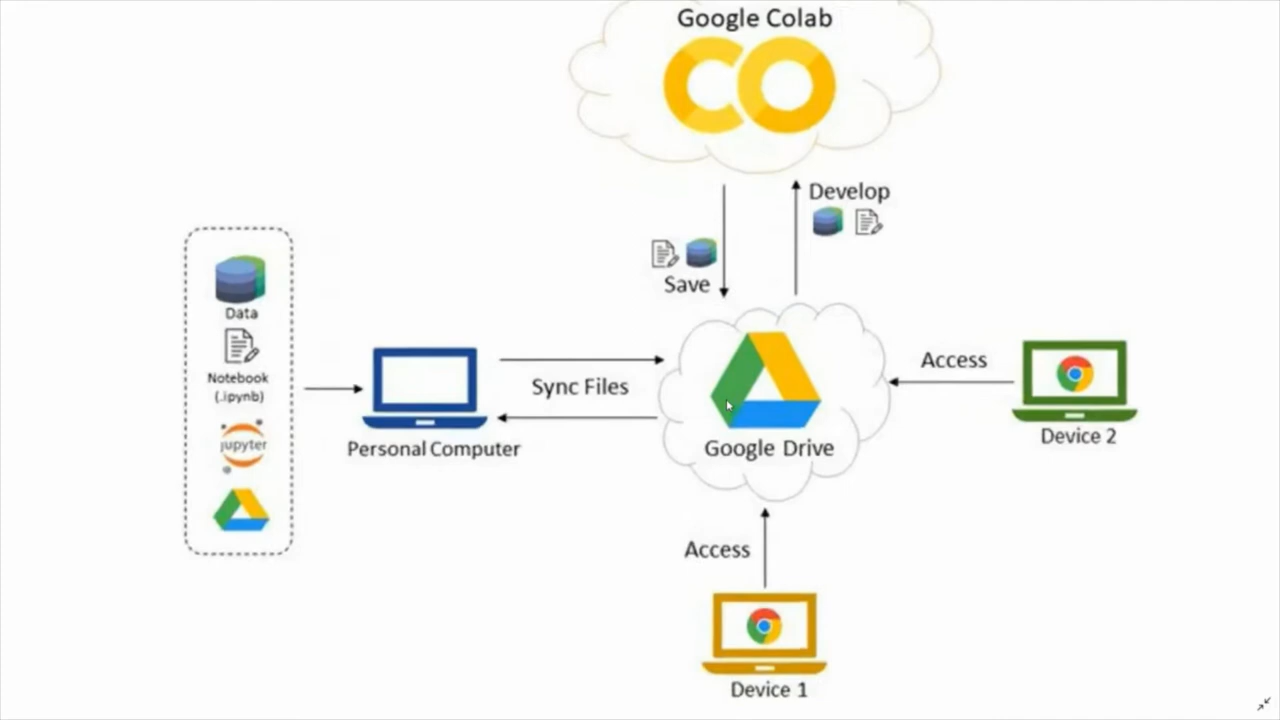 Google Colab
CO
Develop
Save
Data
Notebook
(.ipynb)
jupyter
Personal Computer
Sync Files
Google Drive
Access
Device 2
Access
Device 1